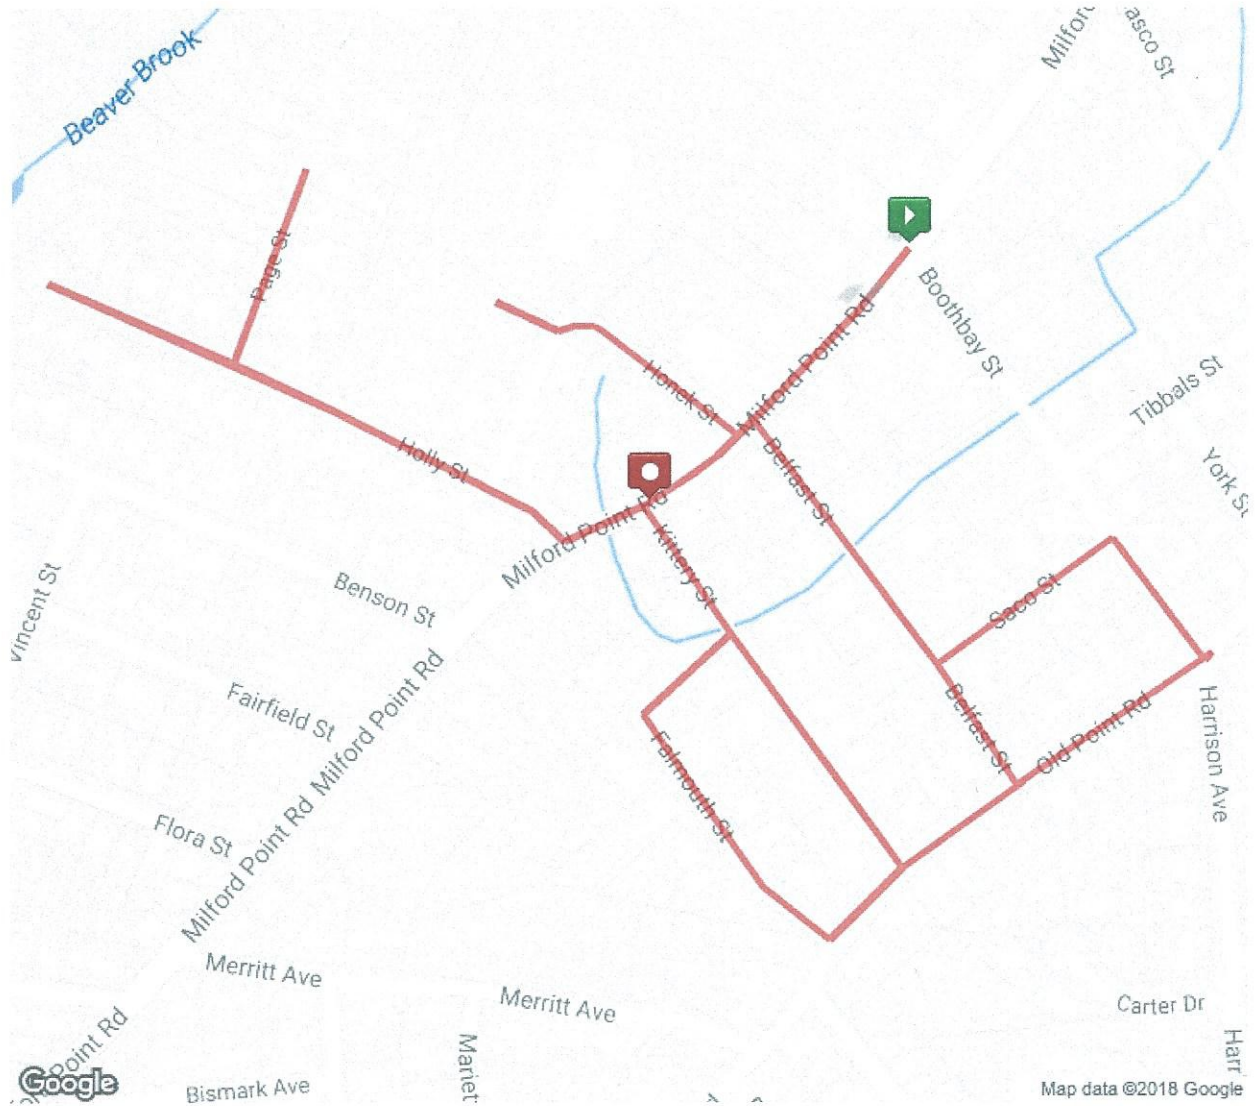 Milford
asco St
Beaver Brook
Page St
Boothbay St
Milford Point Rd
Honck St
Tibbals St
Holly St
Belfast St
York St
Milford Point Rd
Kittery St
Benson St
Vincent St
Saco St
Fairfield St
Milford Point Rd
Belfast St
Old Point Rd
Falmouth St
Harrison Ave
Flora St
Milford Point Rd
Merritt Ave
Merritt Ave
Carter Dr
Point Rd
Mariet
Harr
Google
Bismark Ave
Map data ©2018 Google